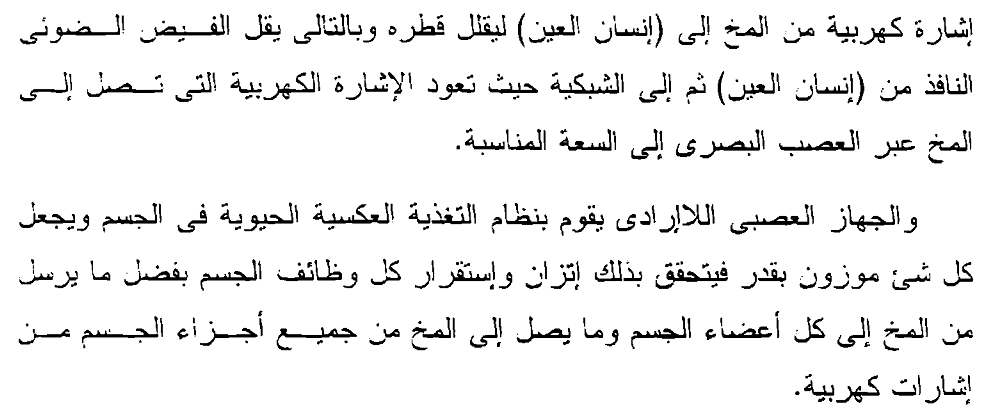 إشارة كهربية من المخ إلى (إنسان العين) ليقلل قطره وبالتالى يقل الفيض الضوئى
النافذ من (إنسان العين) ثم إلى الشبكية حيث تعود الإشارة الكهربية التى تصل إلى
المخ عبر العصب البصرى إلى السعة المناسبة.
والجهاز العصبى اللاإرادى يقوم بنظام التغذية العكسية الحيوية فى الجسم ويجعل
كل شئ موزون بقدر فيتحقق بذلك إتزان وإستقرار كل وظائف الجسم بفضل ما يرسل
من المخ إلى كل أعضاء الجسم وما يصل إلى المخ من جميع أجزاء الجسم من
إشارات كهربية.